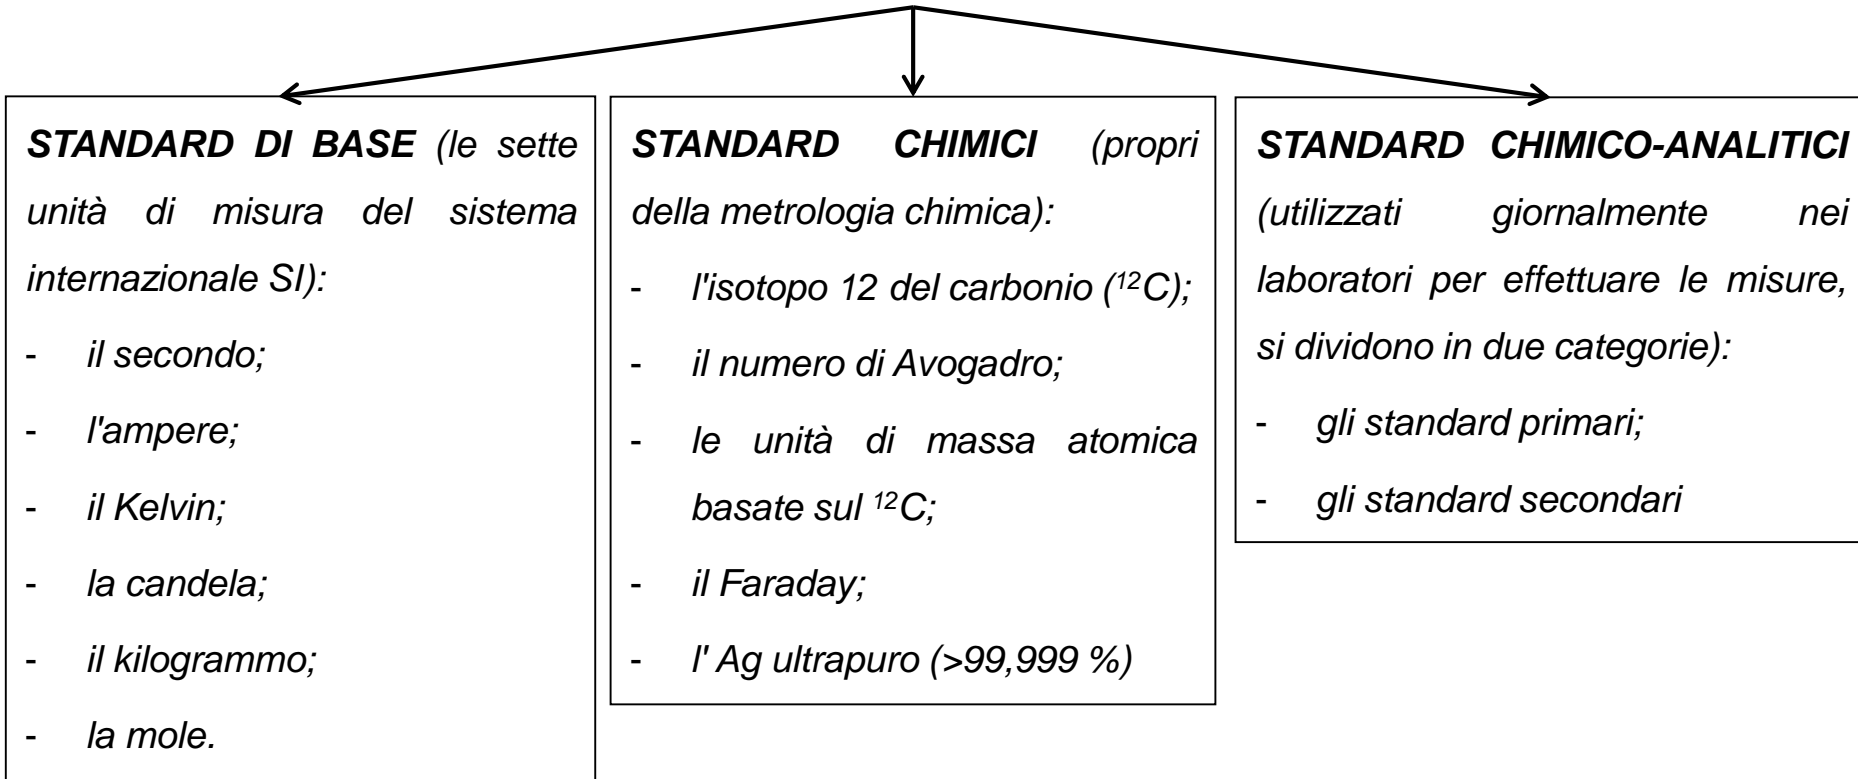 STANDARD DI BASE (le sette
unità di misura del sistema
internazionale SI):
- il secondo;
- l'ampere;
- il Kelvin;
- la candela;
- il kilogrammo;
- la mole.
STANDARD CHIMICI (propri
della metrologia chimica):
- l'isotopo 12 del carbonio (¹²C);
- il numero di Avogadro;
- le unità di massa atomica
basate sul ¹²C;
- il Faraday;
- l' Ag ultrapuro (>99,999 %)
STANDARD CHIMICO-ANALITICI
(utilizzati giornalmente nei
laboratori per effettuare le misure,
si dividono in due categorie):
- gli standard primari;
- gli standard secondari